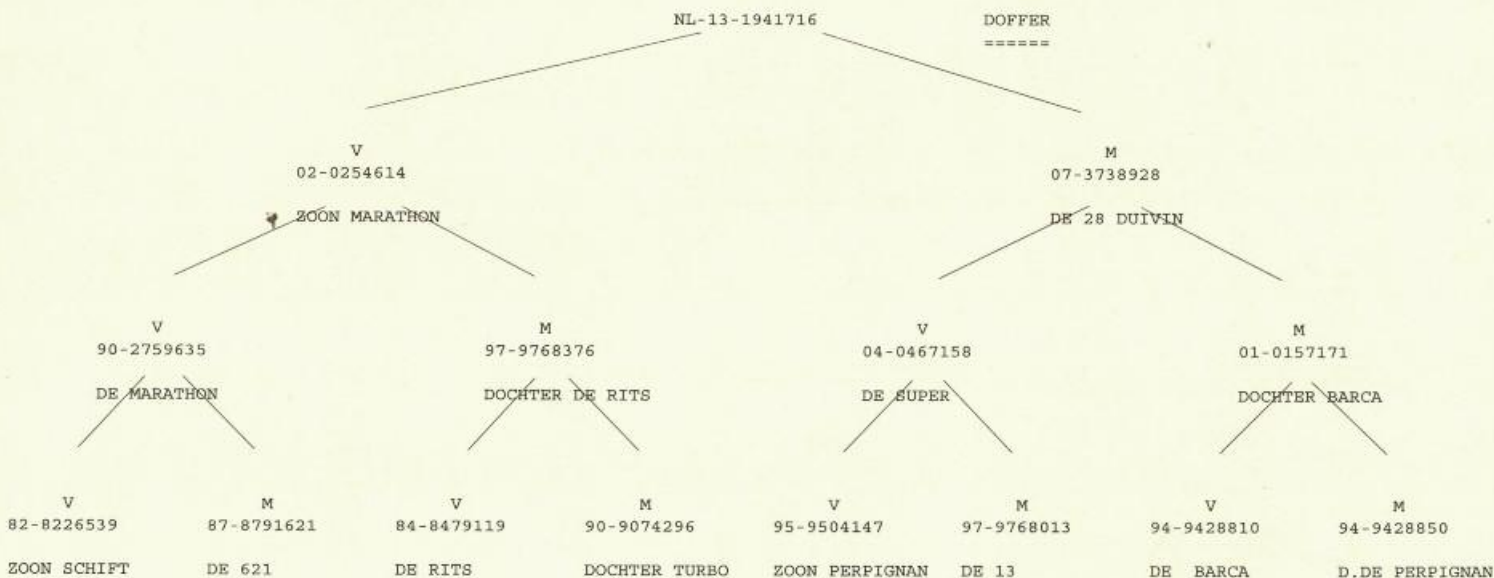 NL-13-1941716 DOFFER
======
V M
02-0254614 07-3738928
ZOON MARATHON DE 28 DUIVIN
V M V M
90-2759635 97-9768376 04-0467158 01-0157171
DE MARATHON DOCHTER DE RITS DE SUPER DOCHTER BARCA
V M V M V M V M
82-8226539 87-8791621 84-8479119 90-9074296 95-9504147 97-9768013 94-9428810 94-9428850
ZOON SCHIFT DE 621 DE RITS DOCHTER TURBO ZOON PERPIGNAN DE 13 DE BARCA D.DE PERPIGNAN